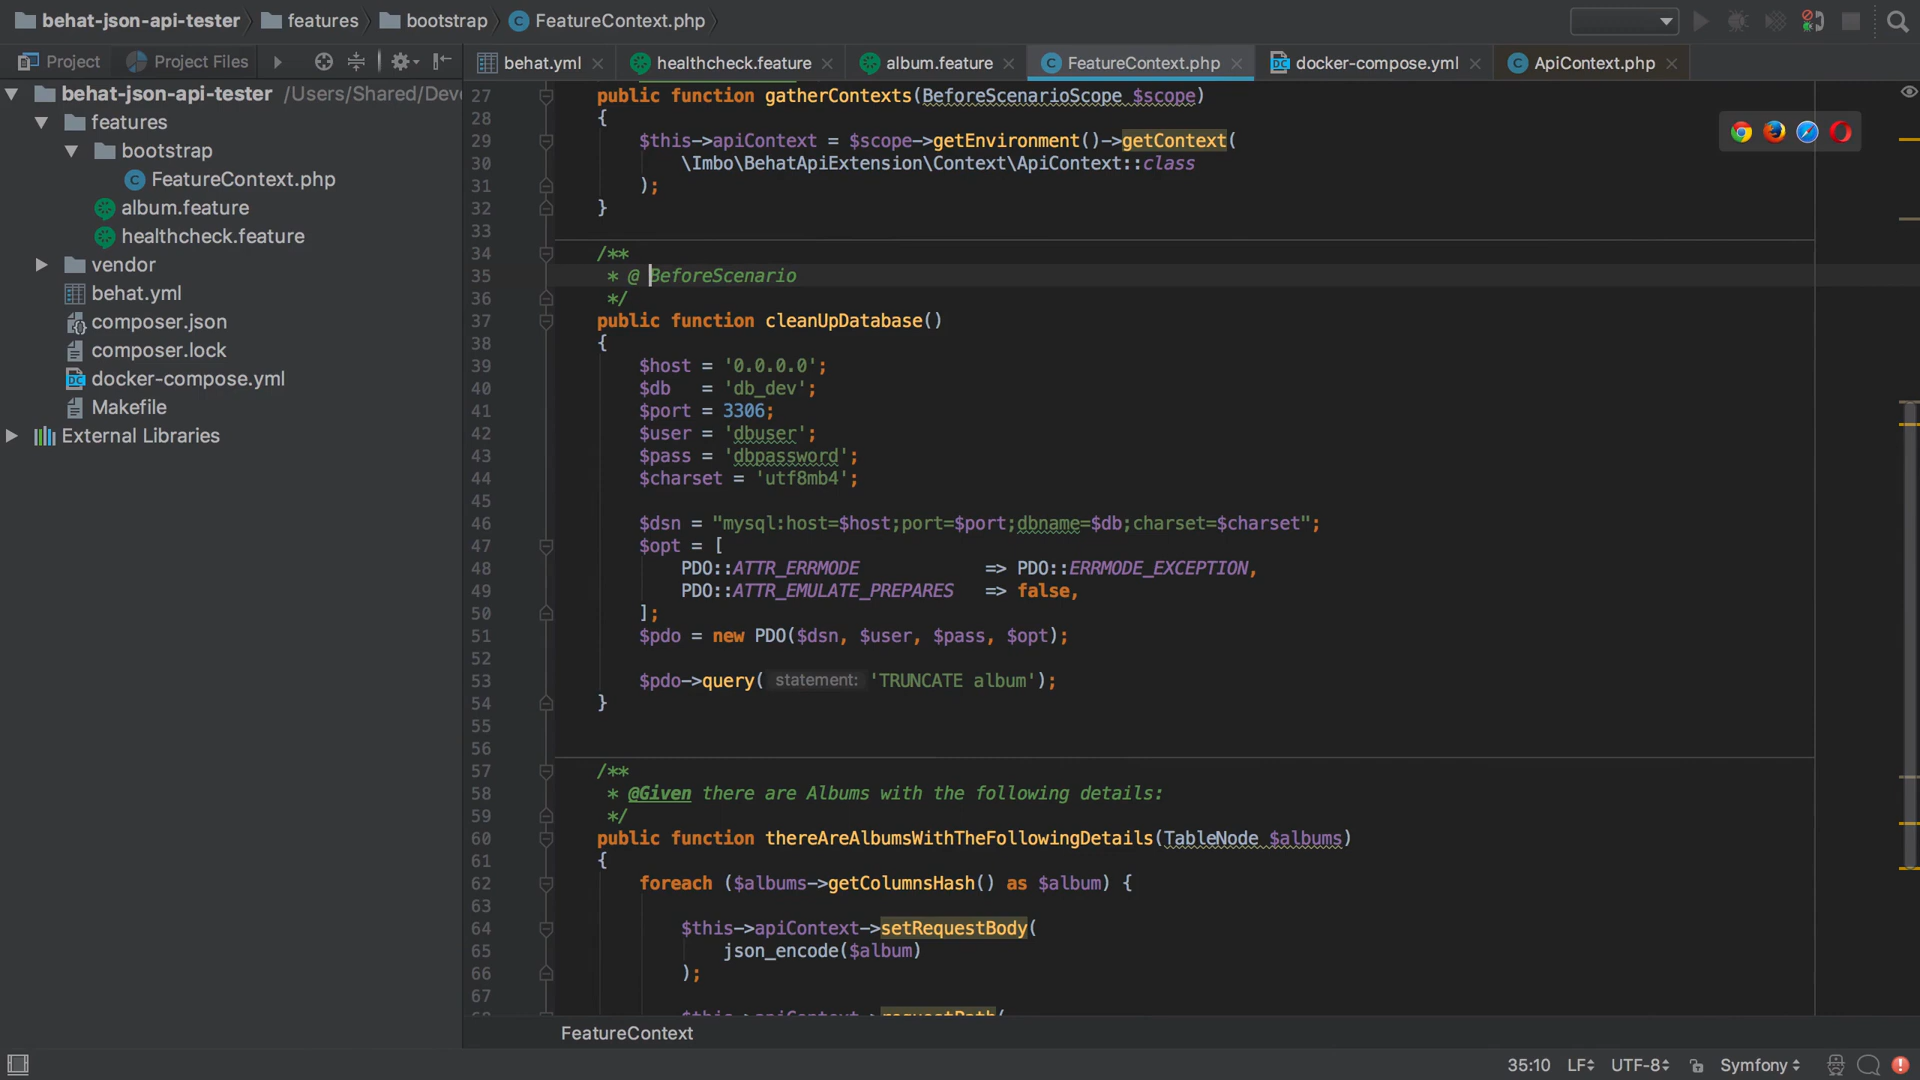 behat-json-api-tester features bootstrap FeatureContext.php
Project Project Files behat.yml healthcheck.feature album.feature FeatureContext.php docker-compose.yml ApiContext.php
behat-json-api-tester /Users/Shared/Deve
features
bootstrap
FeatureContext.php
album.feature
healthcheck.feature
vendor
behat.yml
composer.json
composer.lock
docker-compose.yml
Makefile
External Libraries
27 public function gatherContexts(BeforeScenarioScope $scope)
28 {
29 $this->apiContext = $scope->getEnvironment()->getContext(
30 \Imbo\BehatApiExtension\Context\ApiContext::class
31 );
32 }
33
34 /**
35 * @ BeforeScenario
36 */
37 public function cleanUpDatabase()
38 {
39 $host = '0.0.0.0';
40 $db = 'db_dev';
41 $port = 3306;
42 $user = 'dbuser';
43 $pass = 'dbpassword';
44 $charset = 'utf8mb4';
45
46 $dsn = "mysql:host=$host;port=$port;dbname=$db;charset=$charset";
47 $opt = [
48 PDO::ATTR_ERRMODE => PDO::ERRMODE_EXCEPTION,
49 PDO::ATTR_EMULATE_PREPARES => false,
50 ];
51 $pdo = new PDO($dsn, $user, $pass, $opt);
52
53 $pdo->query( statement: 'TRUNCATE album');
54 }
55
56
57 /**
58 * @Given there are Albums with the following details:
59 */
60 public function thereAreAlbumsWithTheFollowingDetails(TableNode $albums)
61 {
62 foreach ($albums->getColumnsHash() as $album) {
63
64 $this->apiContext->setRequestBody(
65 json_encode($album)
66 );
67
68 $this->apiContext->requestPath(
FeatureContext
35:10 LF UTF-8 Symfony